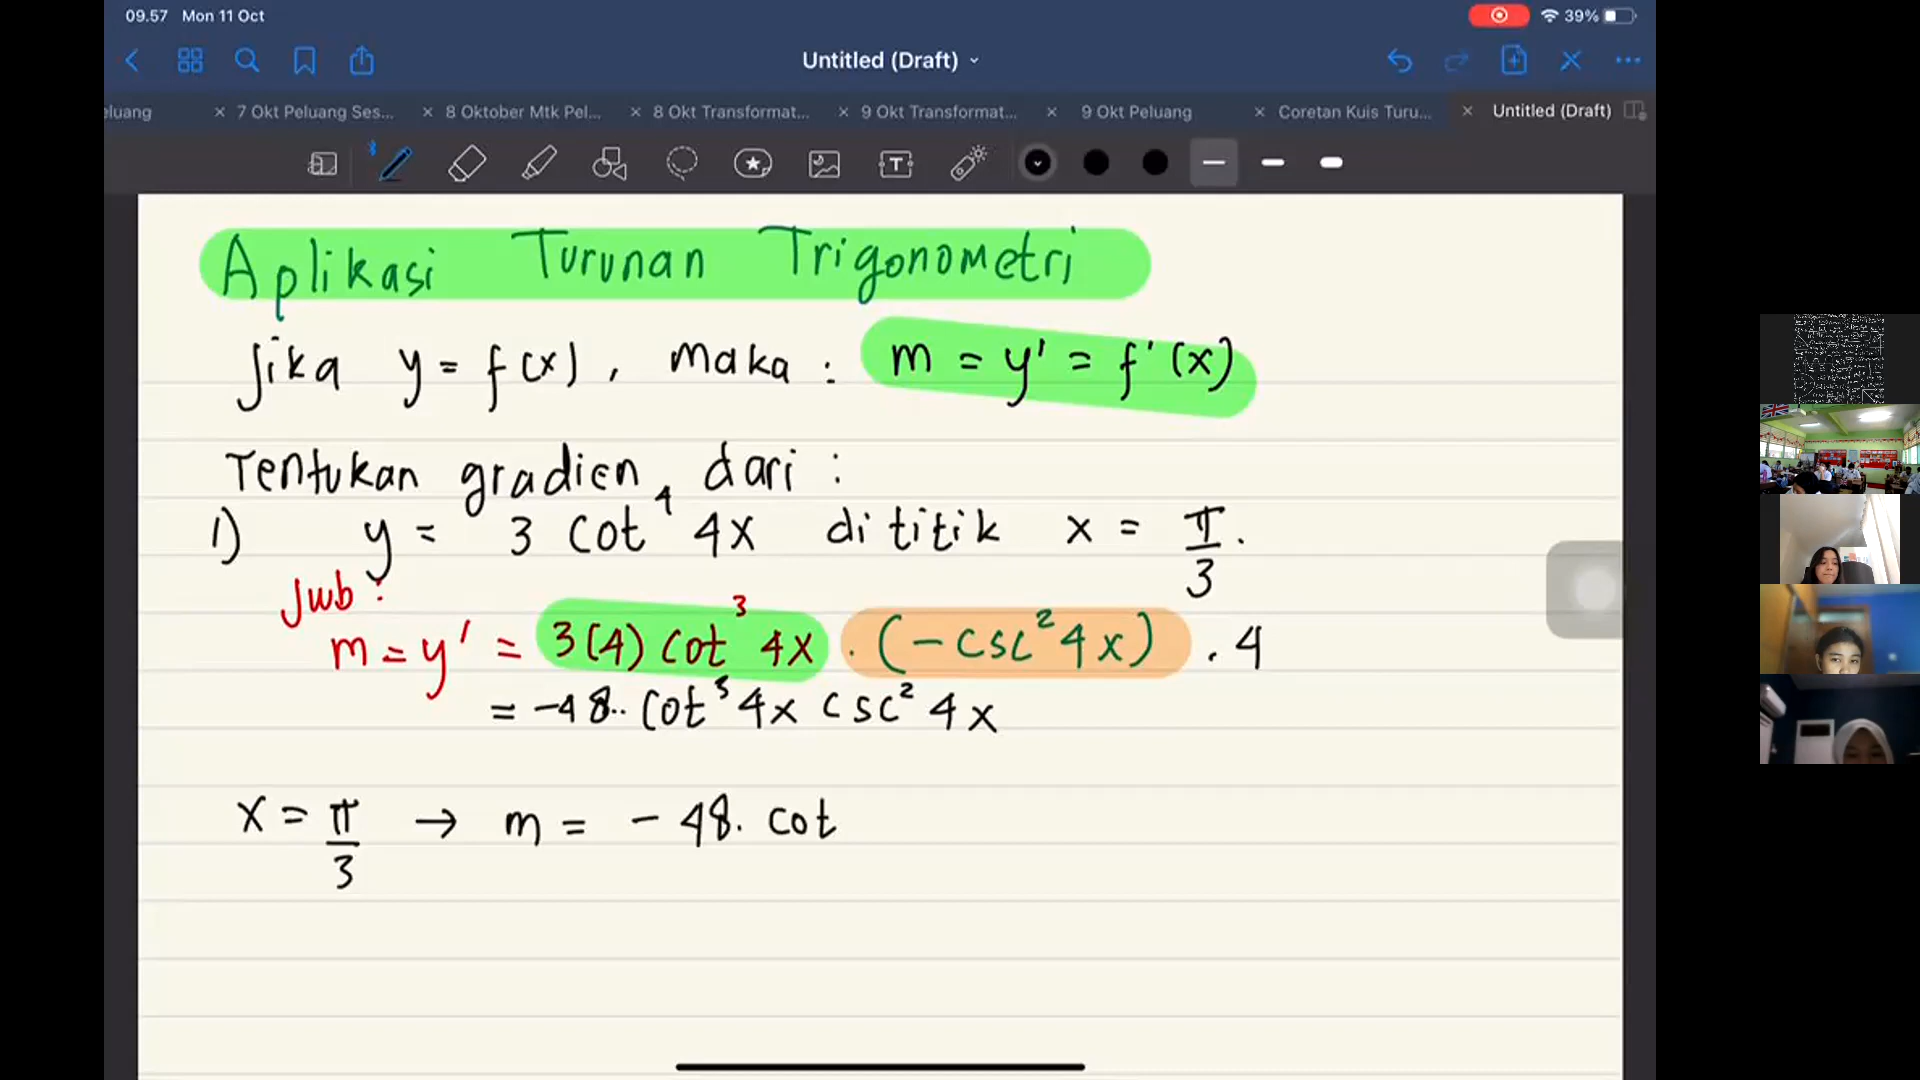 09.57 Mon 11 Oct
39%
Untitled (Draft)
eluang
7 Okt Peluang Ses...
8 Oktober Mtk Pel...
8 Okt Transformat...
9 Okt Transformat...
9 Okt Peluang
Coretan Kuis Turu...
Untitled (Draft)
Aplikasi Turunan Trigonometri
Jika y = f(x), maka : m = y' = f'(x)
Tentukan gradien dari :
1) y = 3 cot⁴ 4x di titik x = π/3.
Jwb :
m = y' = 3(4) cot³ 4x . (-csc² 4x) . 4
= -48.. cot³ 4x csc² 4x
x = π/3 → m = - 48. cot